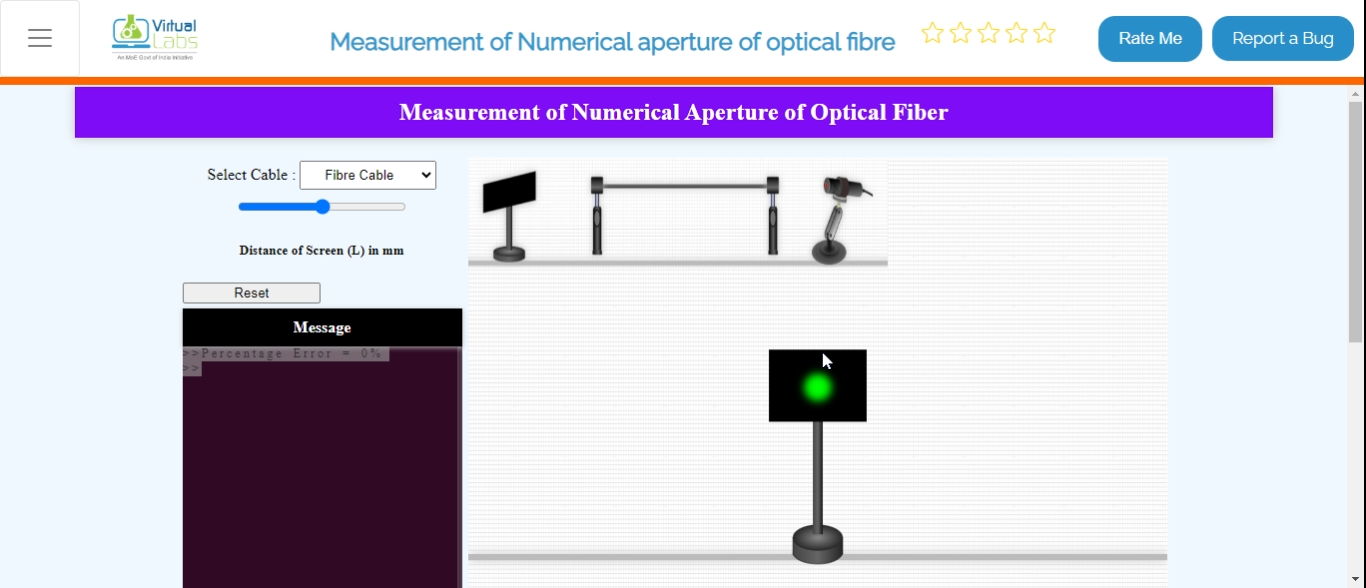 Virtual
Labs
An MoE Govt of India Initiative
Measurement of Numerical aperture of optical fibre
Rate Me
Report a Bug
Measurement of Numerical Aperture of Optical Fiber
Select Cable : Fibre Cable
Distance of Screen (L) in mm
Reset
Message
>>Percentage Error = 0%
>>